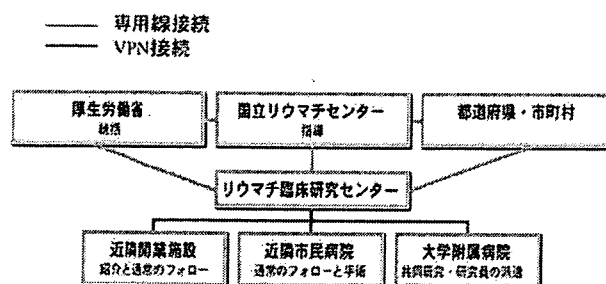 専用線接続
VPN接続
厚生労働省
統括
国立リウマチセンター
指導
都道府県・市町村
リウマチ臨床研究センター
近隣開業施設
紹介と通常のフォロー
近隣市民病院
通常のフォローと手術
大学附属病院
共同研究・研究員の派遣